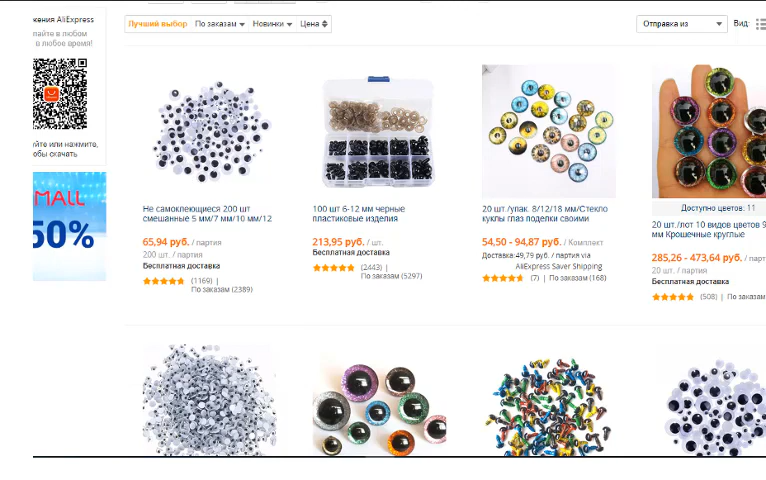 жения AliExpress
пайте в любом
в любое время!
уйте или нажмите,
обы скачать
MALL
50%
Лучший выбор По заказам Новинки Цена
Отправка из Вид:
Не самоклеющиеся 200 шт
смешанные 5 мм/7 мм/10 мм/12
65,94 руб. / партия
200 шт. / партия
Бесплатная доставка
(1169) |
По заказам (2389)
100 шт 6-12 мм черные
пластиковые изделия
213,95 руб. / шт.
Бесплатная доставка
(2443) |
По заказам (5297)
20 шт./упак. 8/12/18 мм/Стекло
куклы глаз поделки своими
54,50 - 94,87 руб. / Комплект
Доставка: 49,79 руб. / партия via
AliExpress Saver Shipping
(7) | По заказам (168)
Доступно цветов: 11
20 шт./лот 10 видов цветов 9
мм Крошечные круглые
285,26 - 473,64 руб. / парт
20 шт. / партия
Бесплатная доставка
(508) | По заказам